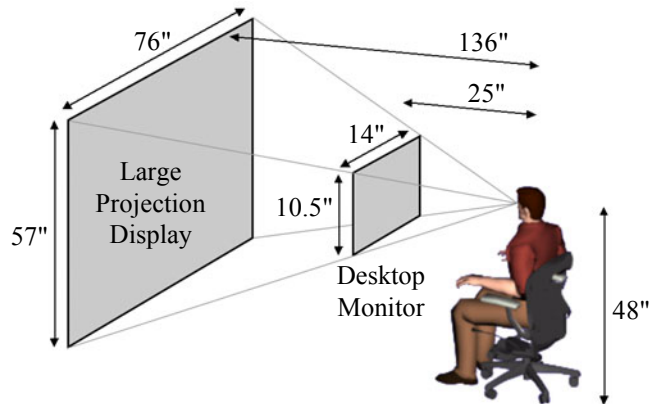 76"
136"
25"
14"
Large
Projection
Display
10.5"
57"
Desktop
Monitor
48"